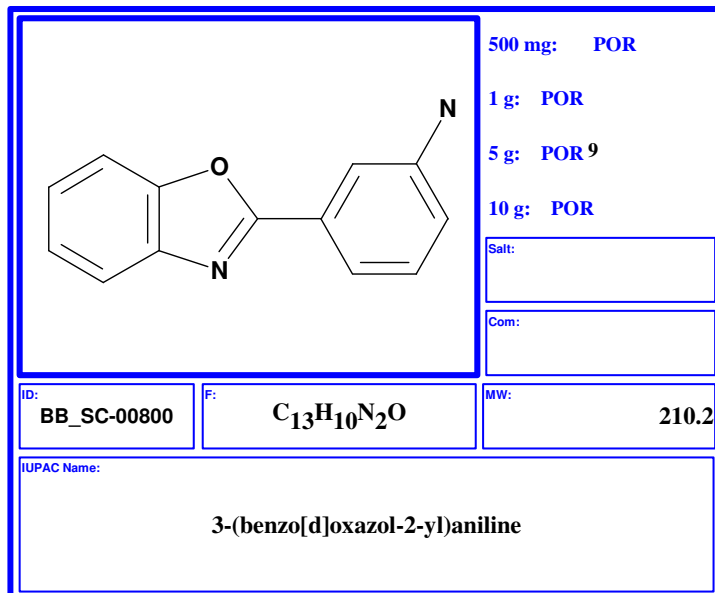 500 mg: POR
N
1 g: POR
O
5 g: POR 9
10 g: POR
N
Salt:
Com:
ID:
BB_SC-00800
F:
C13H10N2O
MW:
210.2
IUPAC Name:
3-(benzo[d]oxazol-2-yl)aniline